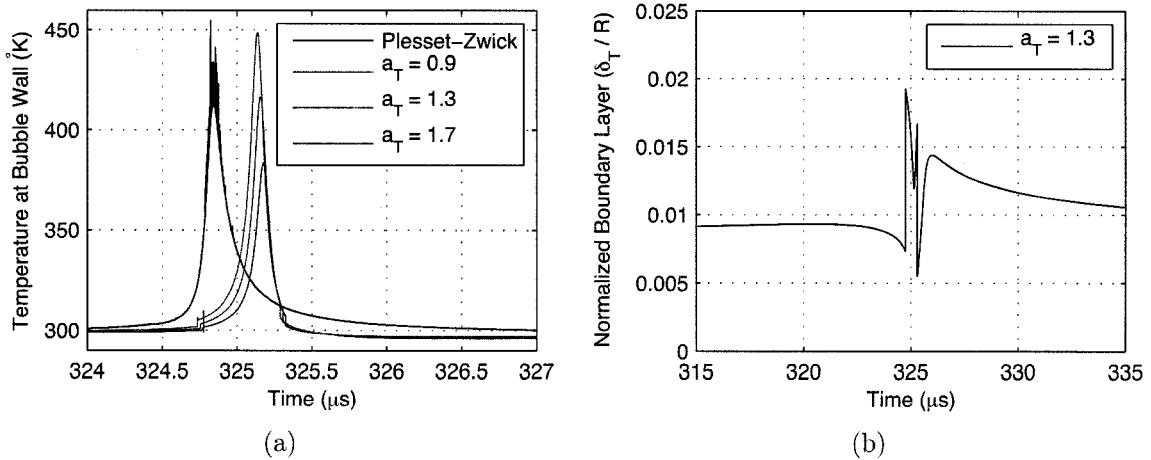 450
400
350
300
324
324.5
325
325.5
326
326.5
327
Temperature at Bubble Wall (°K)
Time (μs)
Plesset-Zwick
a_T = 0.9
a_T = 1.3
a_T = 1.7
(a)
0.025
0.02
0.015
0.01
0.005
0
315
320
325
330
335
Normalized Boundary Layer (δ_T / R)
Time (μs)
a_T = 1.3
(b)